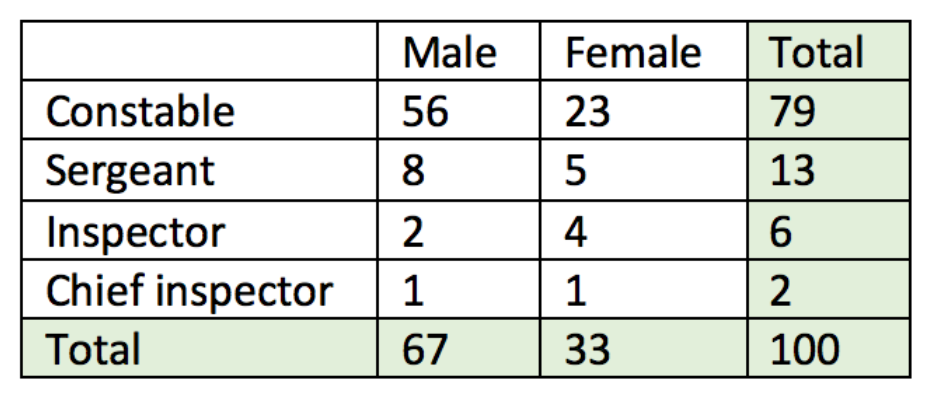 Male Female Total
Constable 56 23 79
Sergeant 8 5 13
Inspector 2 4 6
Chief inspector 1 1 2
Total 67 33 100